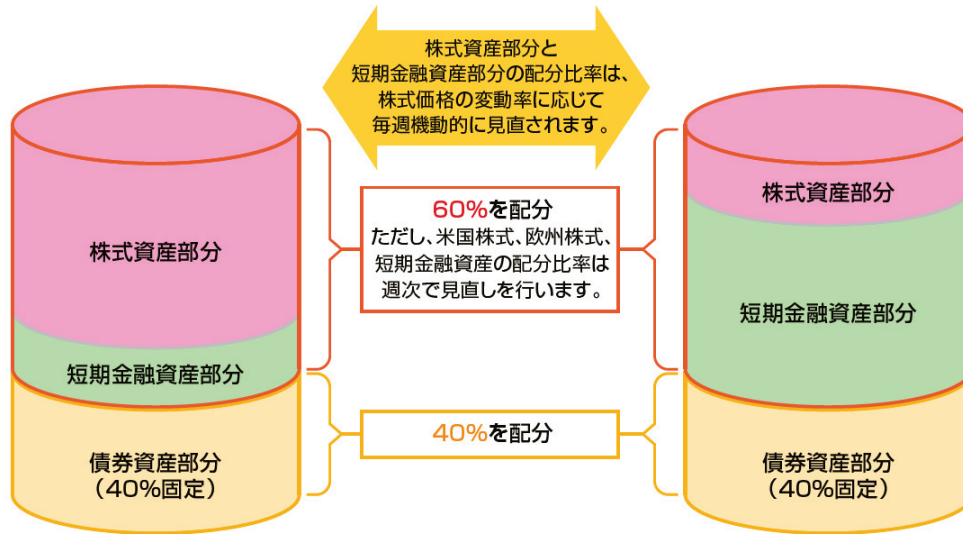 株式資産部分と
短期金融資産部分の配分比率は、
株式価格の変動率に応じて
毎週機動的に見直されます。
株式資産部分
短期金融資産部分
債券資産部分
（40%固定）
60%を配分
ただし、米国株式、欧州株式、
短期金融資産の配分比率は
週次で見直しを行います。
40%を配分
株式資産部分
短期金融資産部分
債券資産部分
（40%固定）